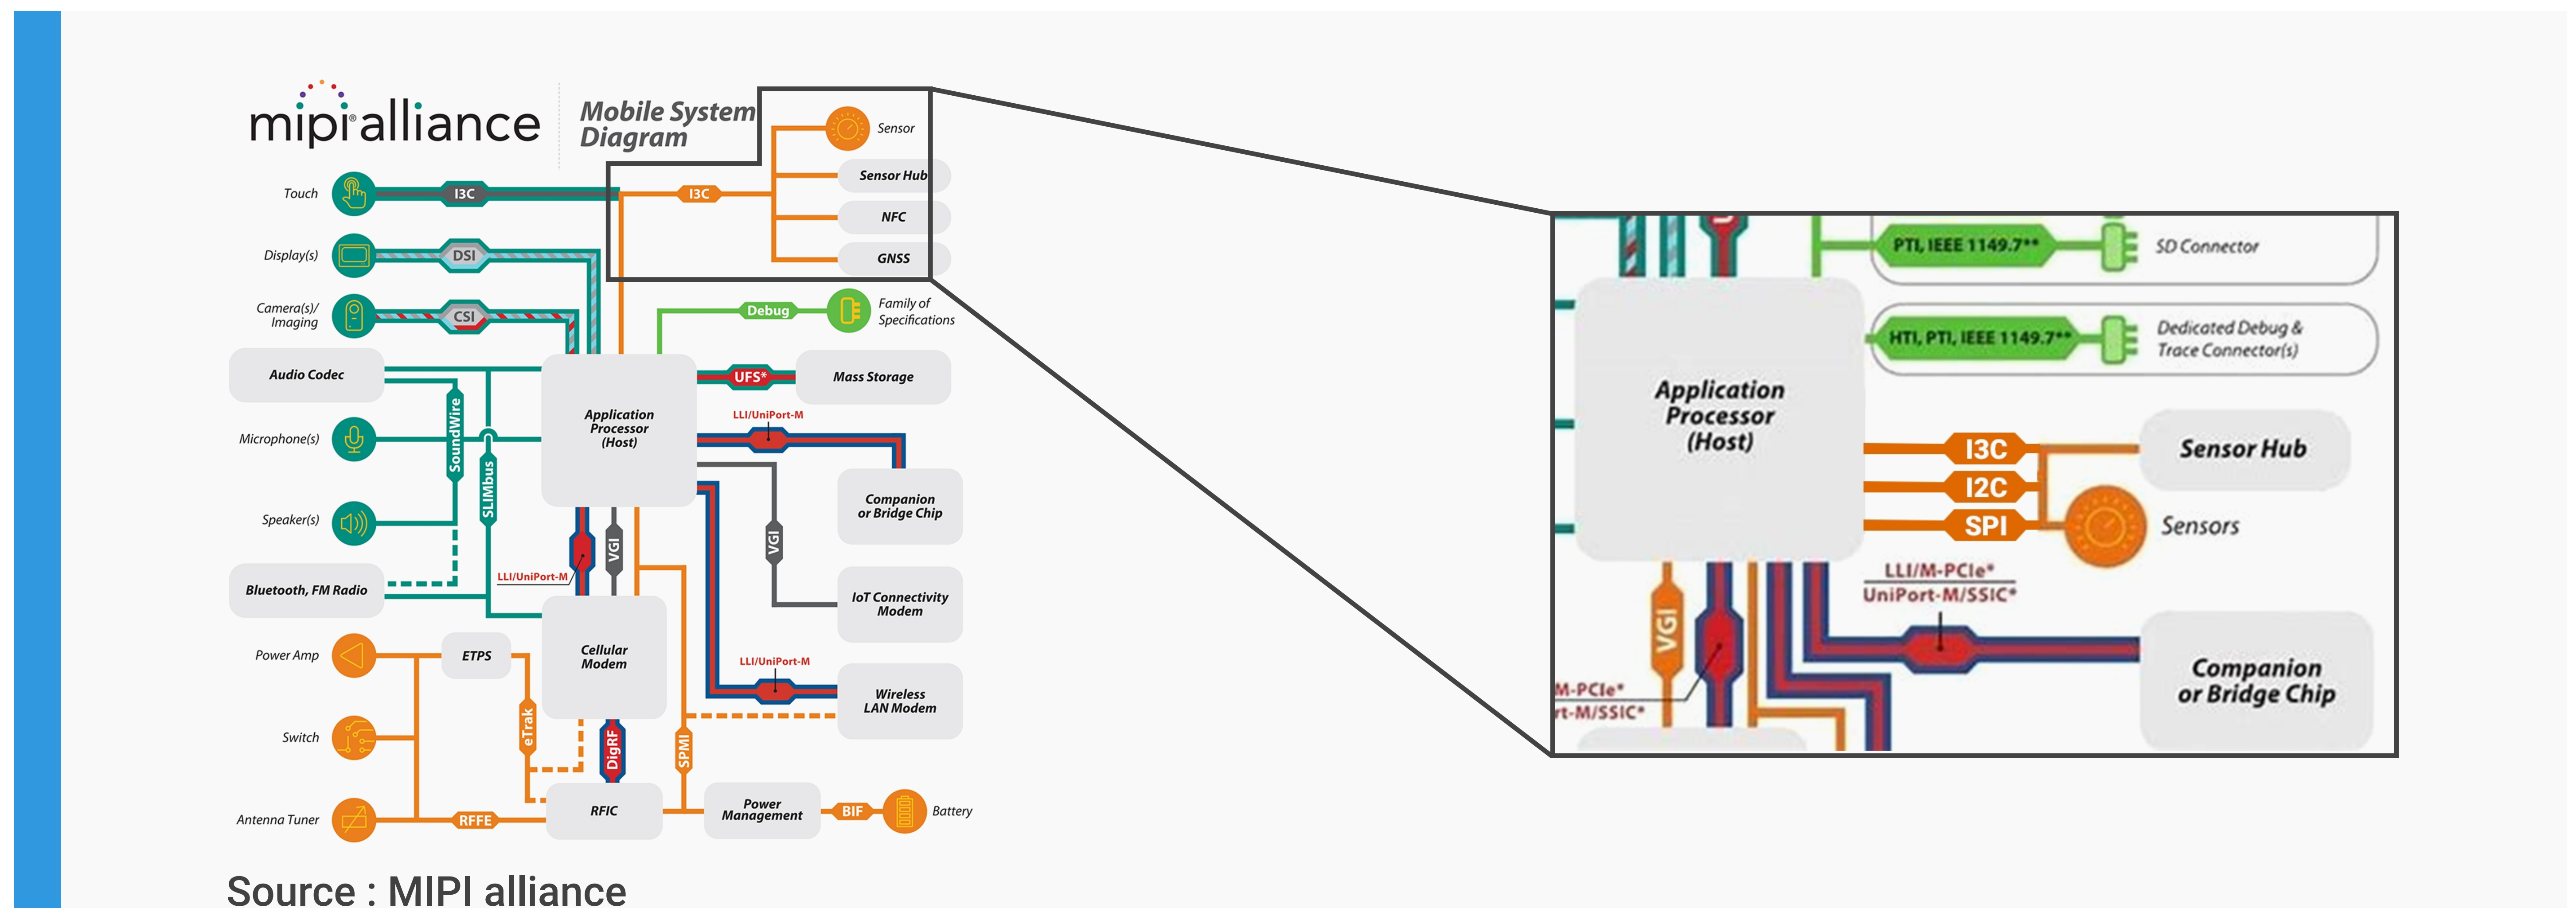 mipi® alliance
Mobile System
Diagram
Sensor
Sensor Hub
I3C
NFC
GNSS
Touch
I3C
Display(s)
DSI
Camera(s)/
Imaging
CSI
Debug
Family of
Specifications
Audio Codec
Application
Processor
(Host)
UFS*
Mass Storage
LLI/UniPort-M
SoundWire
Microphone(s)
SLIMbus
Speaker(s)
Companion
or Bridge Chip
VGI
VGI
LLI/UniPort-M
Bluetooth, FM Radio
IoT Connectivity
Modem
Power Amp
ETPS
Cellular
Modem
LLI/UniPort-M
Wireless
LAN Modem
Switch
eTrak
DigRF
SPMI
Antenna Tuner
RFFE
RFIC
Power
Management
BIF
Battery
Source : MIPI alliance
PTI, IEEE 1149.7**
SD Connector
HTI, PTI, IEEE 1149.7**
Dedicated Debug &
Trace Connector(s)
Application
Processor
(Host)
I3C
Sensor Hub
I2C
SPI
Sensors
LLI/M-PCIe*
UniPort-M/SSIC*
VGI
M-PCIe*
rt-M/SSIC*
Companion
or Bridge Chip